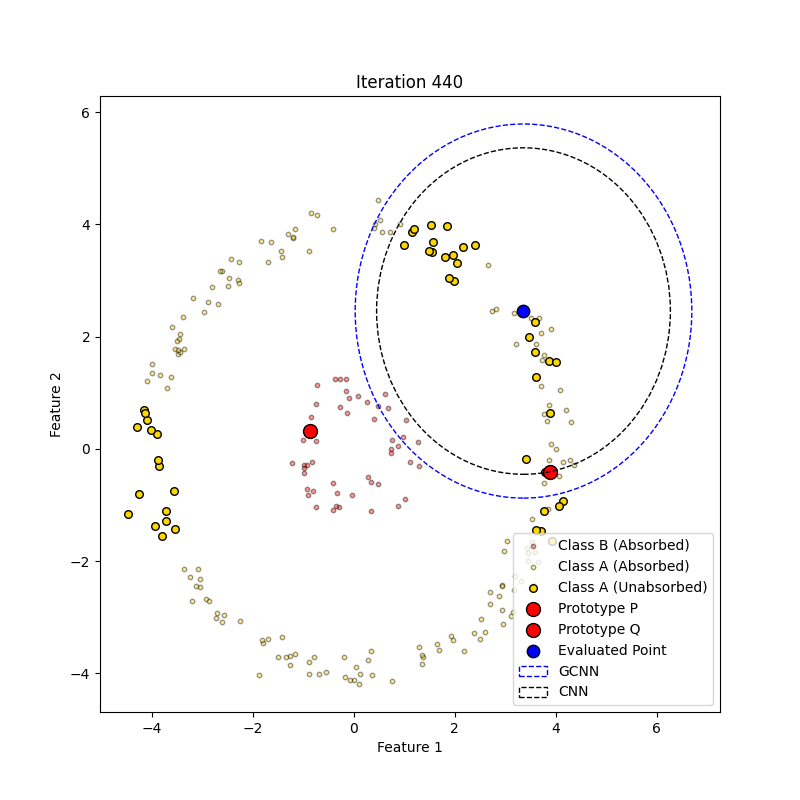 Iteration 440
6
4
2
0
−2
−4
Feature 2
Class B (Absorbed)
Class A (Absorbed)
Class A (Unabsorbed)
Prototype P
Prototype Q
Evaluated Point
GCNN
CNN
−4
−2
0
2
4
6
Feature 1